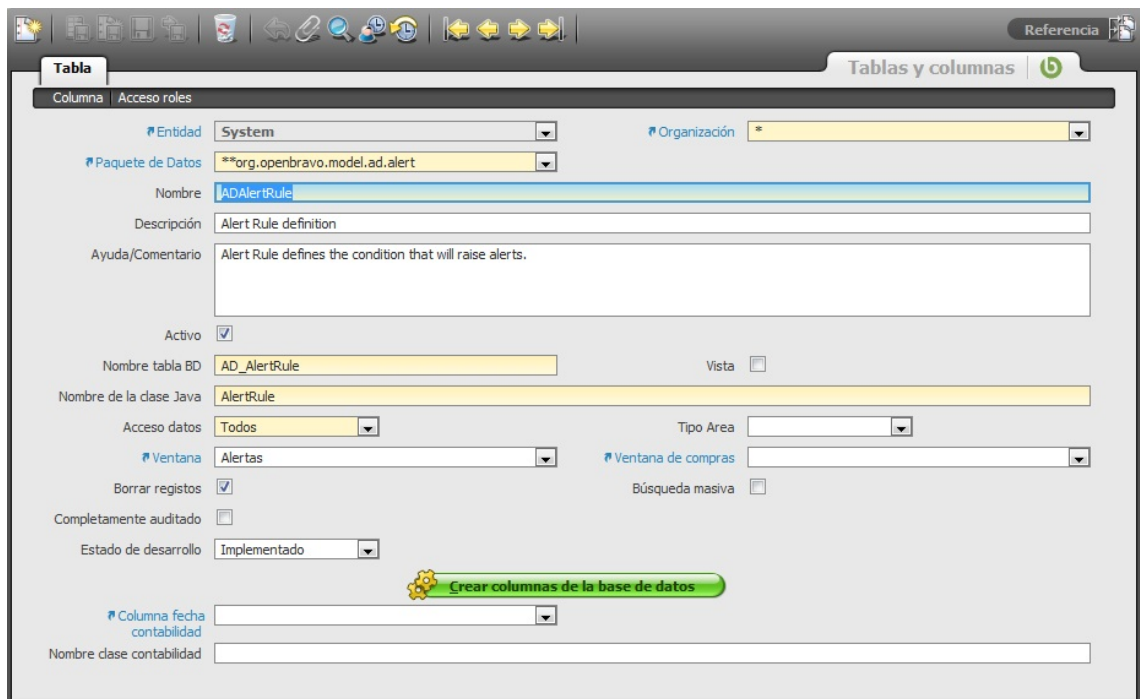 Referencia
Tabla
Tablas y columnas
Columna Acceso roles
Entidad System Organización *
Paquete de Datos **org.openbravo.model.ad.alert
Nombre ADAlertRule
Descripción Alert Rule definition
Ayuda/Comentario Alert Rule defines the condition that will raise alerts.
Activo
Nombre tabla BD AD_AlertRule Vista
Nombre de la clase Java AlertRule
Acceso datos Todos Tipo Area
Ventana Alertas Ventana de compras
Borrar registos Búsqueda masiva
Completamente auditado
Estado de desarrollo Implementado
Crear columnas de la base de datos
Columna fecha
contabilidad
Nombre clase contabilidad